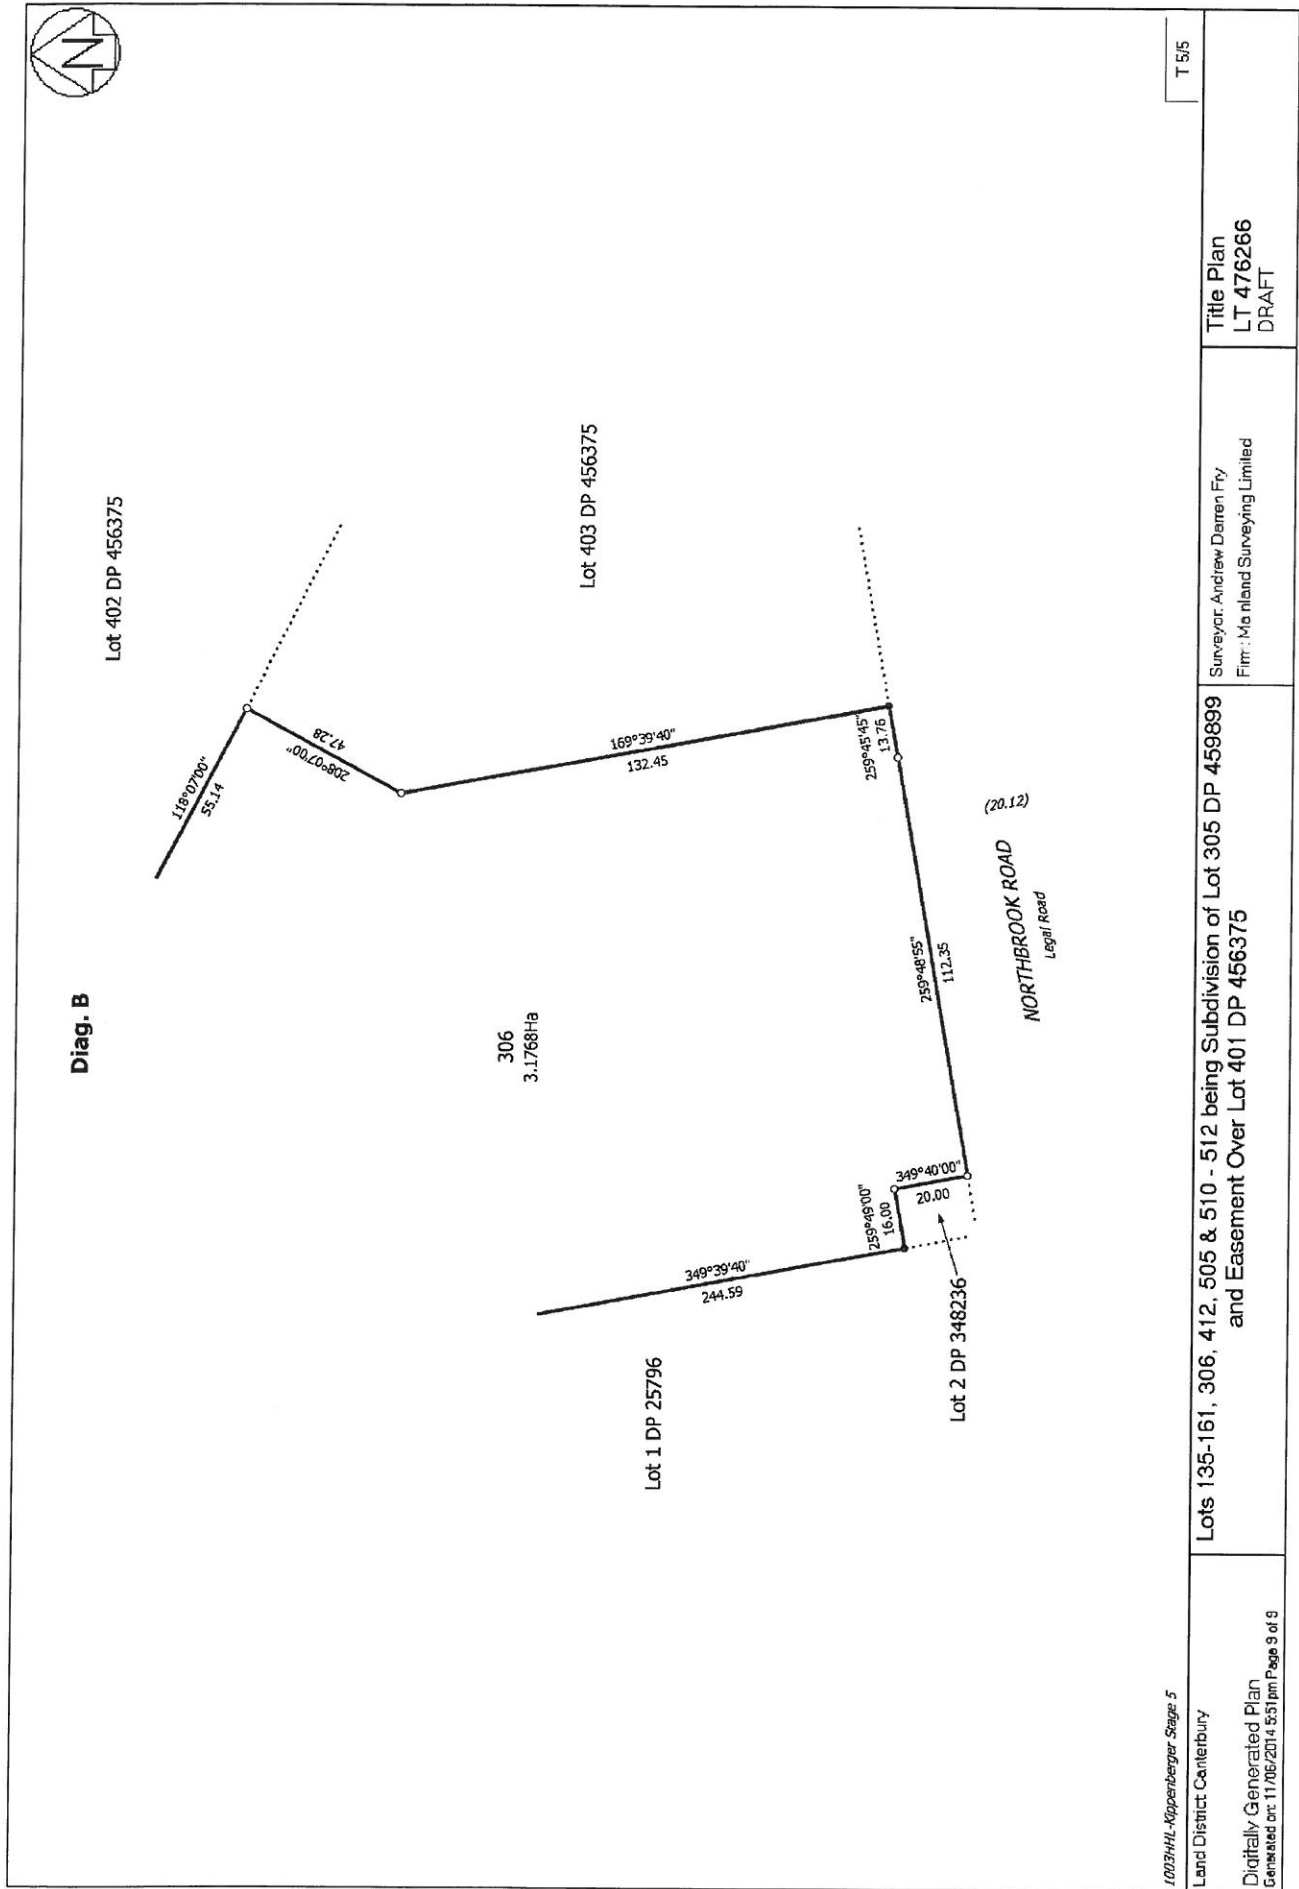 N
Diag. B
Lot 402 DP 456375
118°07'00"
55.14
208°07'00"
47.28
Lot 403 DP 456375
169°39'40"
132.45
306
3.1768Ha
259°45'45"
13.76
(20.12)
259°48'55"
112.35
NORTHBROOK ROAD
Legal Road
349°40'00"
20.00
259°49'00"
16.00
349°39'40"
244.59
Lot 1 DP 25796
Lot 2 DP 348236
T 5/5
1003HHL-Kippenberger Stage 5
Land District Canterbury
Digitally Generated Plan
Generated on: 11/06/2014 5:51pm Page 9 of 9
Lots 135-161, 306, 412, 505 & 510 - 512 being Subdivision of Lot 305 DP 459899
and Easement Over Lot 401 DP 456375
Surveyor: Andrew Darren Fry
Firm: Mainland Surveying Limited
Title Plan
LT 476266
DRAFT